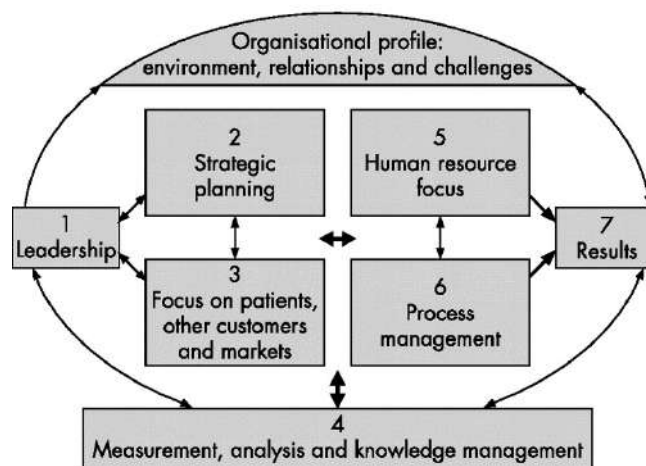 Organisational profile:
environment, relationships and challenges
2
Strategic
planning
5
Human resource
focus
1
Leadership
7
Results
3
Focus on patients,
other customers
and markets
6
Process
management
4
Measurement, analysis and knowledge management